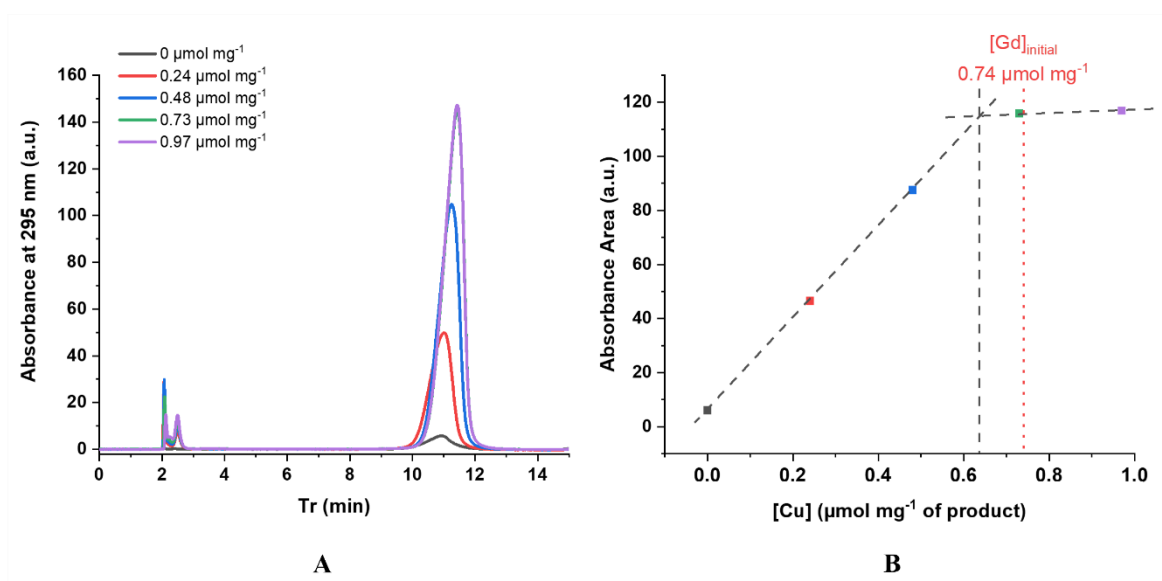 0 µmol mg⁻¹
0.24 µmol mg⁻¹
0.48 µmol mg⁻¹
0.73 µmol mg⁻¹
0.97 µmol mg⁻¹
160
140
120
100
80
60
40
20
0
Absorbance at 295 nm (a.u.)
0 2 4 6 8 10 12 14
Tr (min)
A
[Gd]initial
0.74 µmol mg⁻¹
120
100
80
60
40
20
0
Absorbance Area (a.u.)
0.0 0.2 0.4 0.6 0.8 1.0
[Cu] (µmol mg⁻¹ of product)
B